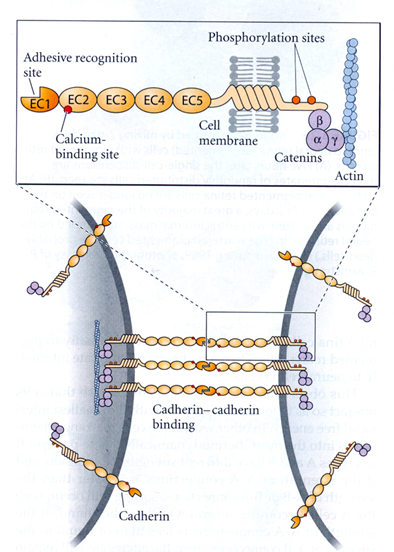 Phosphorylation sites
Adhesive recognition
site
EC1 EC2 EC3 EC4 EC5
Calcium-
binding site
Cell
membrane
β
α γ
Catenins
Actin
Cadherin–cadherin
binding
Cadherin